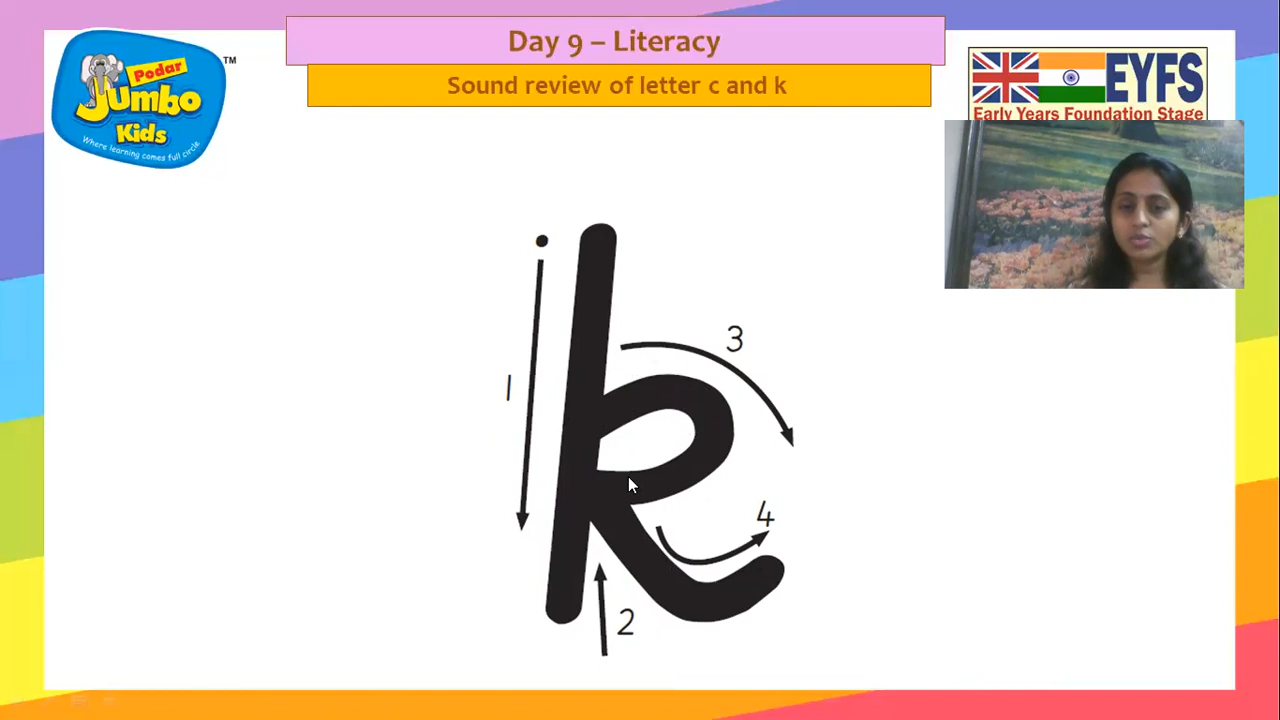 Day 9 – Literacy
Sound review of letter c and k
Podar
Jumbo
Kids
Where learning comes full circle.
TM
EYFS
Early Years Foundation Stage
k
1
2
3
4